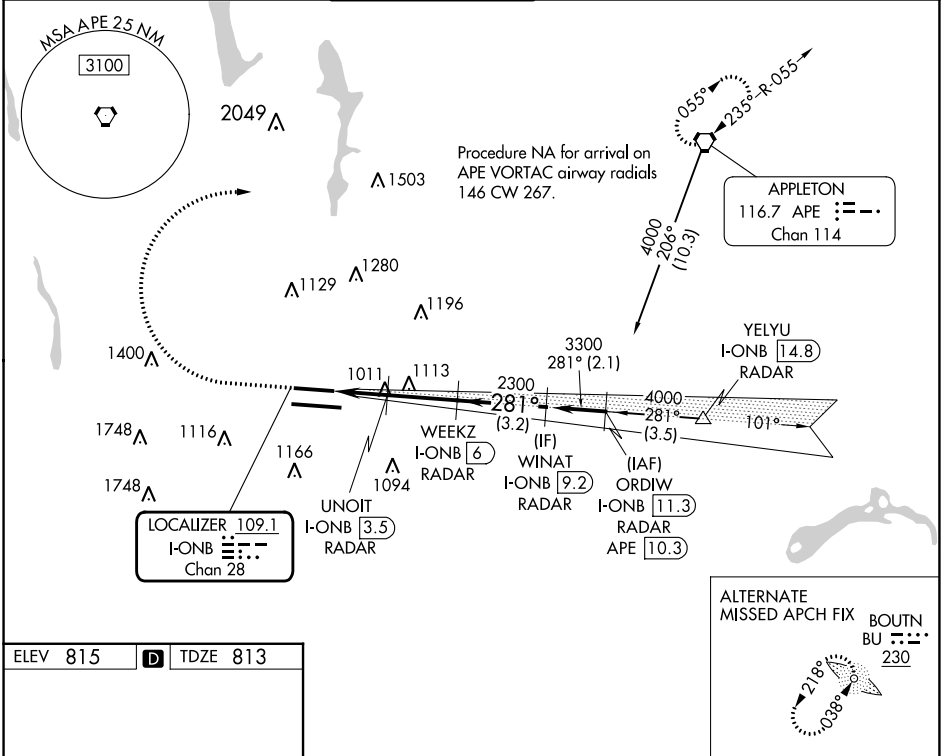 MSA APE 25 NM
3100
2049
1503
Procedure NA for arrival on
APE VORTAC airway radials
146 CW 267.
055°
235°
R-055
APPLETON
116.7 APE
Chan 114
4000
206°
(10.3)
1280
1129
1196
1400
1011
1113
2300
281°
(3.2)
3300
281° (2.1)
4000
281°
(3.5)
101°
YELYU
I-ONB 14.8
RADAR
WEEKZ
I-ONB 6
RADAR
(IF)
WINAT
I-ONB 9.2
RADAR
(IAF)
ORDIW
I-ONB 11.3
RADAR
APE 10.3
1748
1116
1166
1094
1748
UNOIT
I-ONB 3.5
RADAR
LOCALIZER 109.1
I-ONB
Chan 28
ALTERNATE
MISSED APCH FIX
BOUTN
BU
230
218°
038°
ELEV 815 D TDZE 813